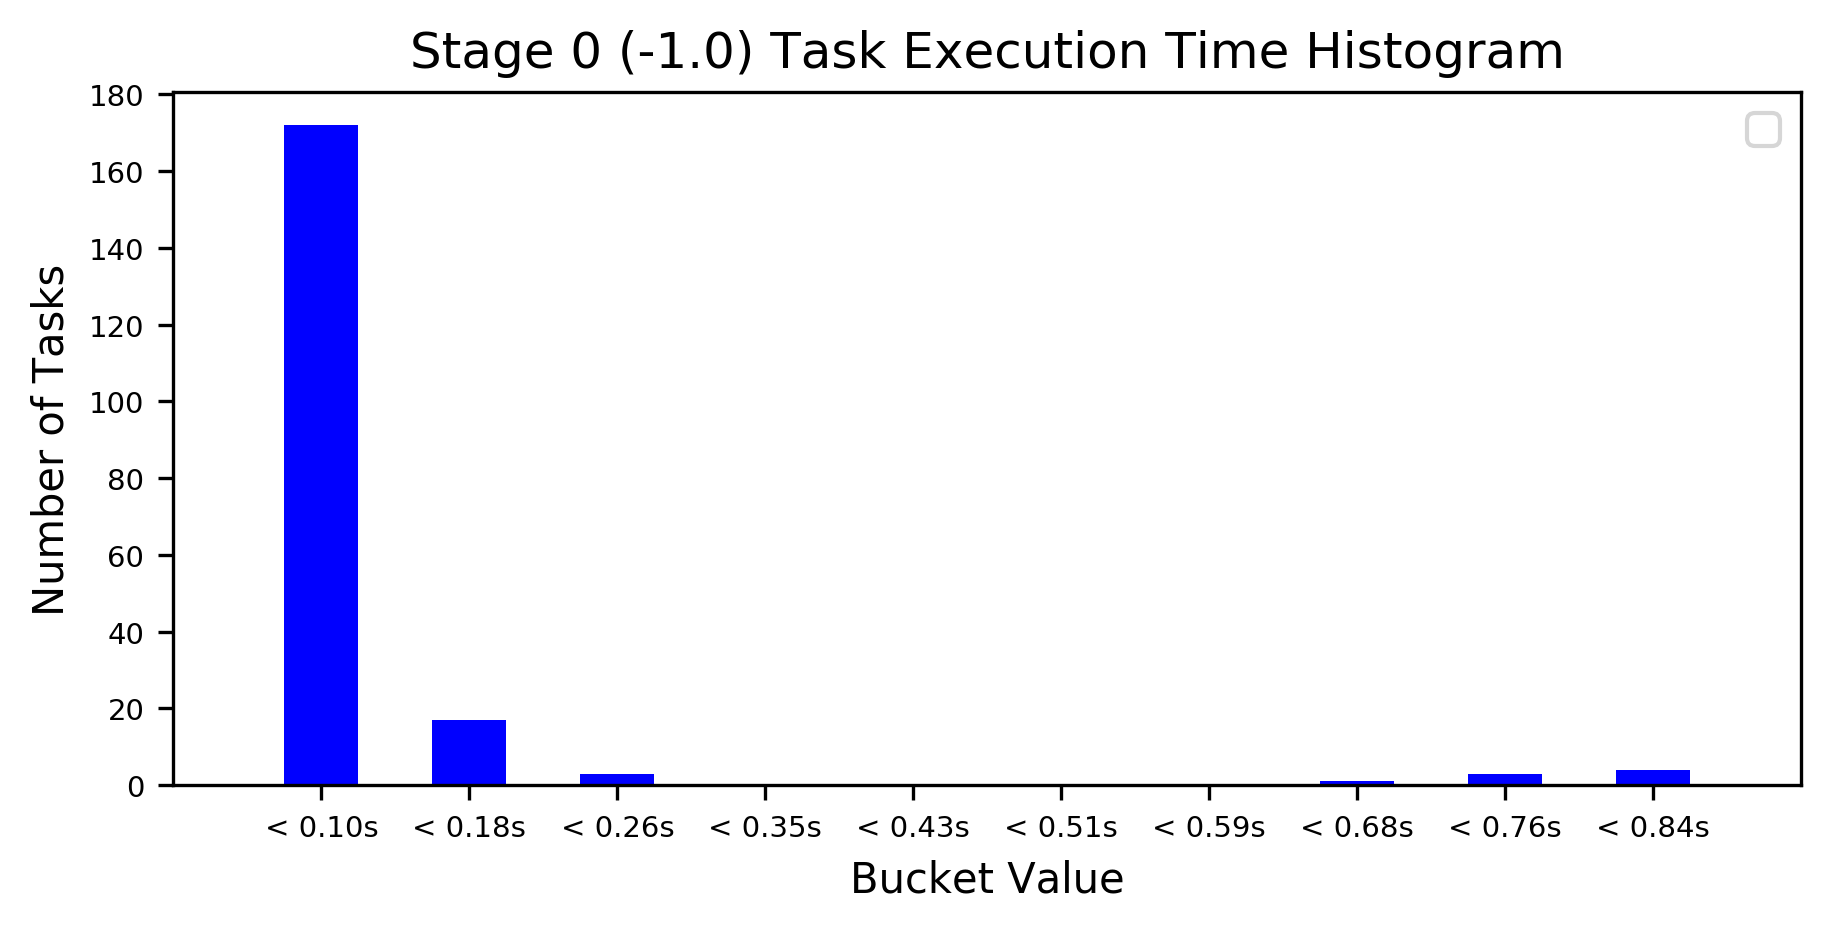 Stage 0 (-1.0) Task Execution Time Histogram
180
160
140
120
100
80
60
40
20
0
Number of Tasks
< 0.10s < 0.18s < 0.26s < 0.35s < 0.43s < 0.51s < 0.59s < 0.68s < 0.76s < 0.84s
Bucket Value